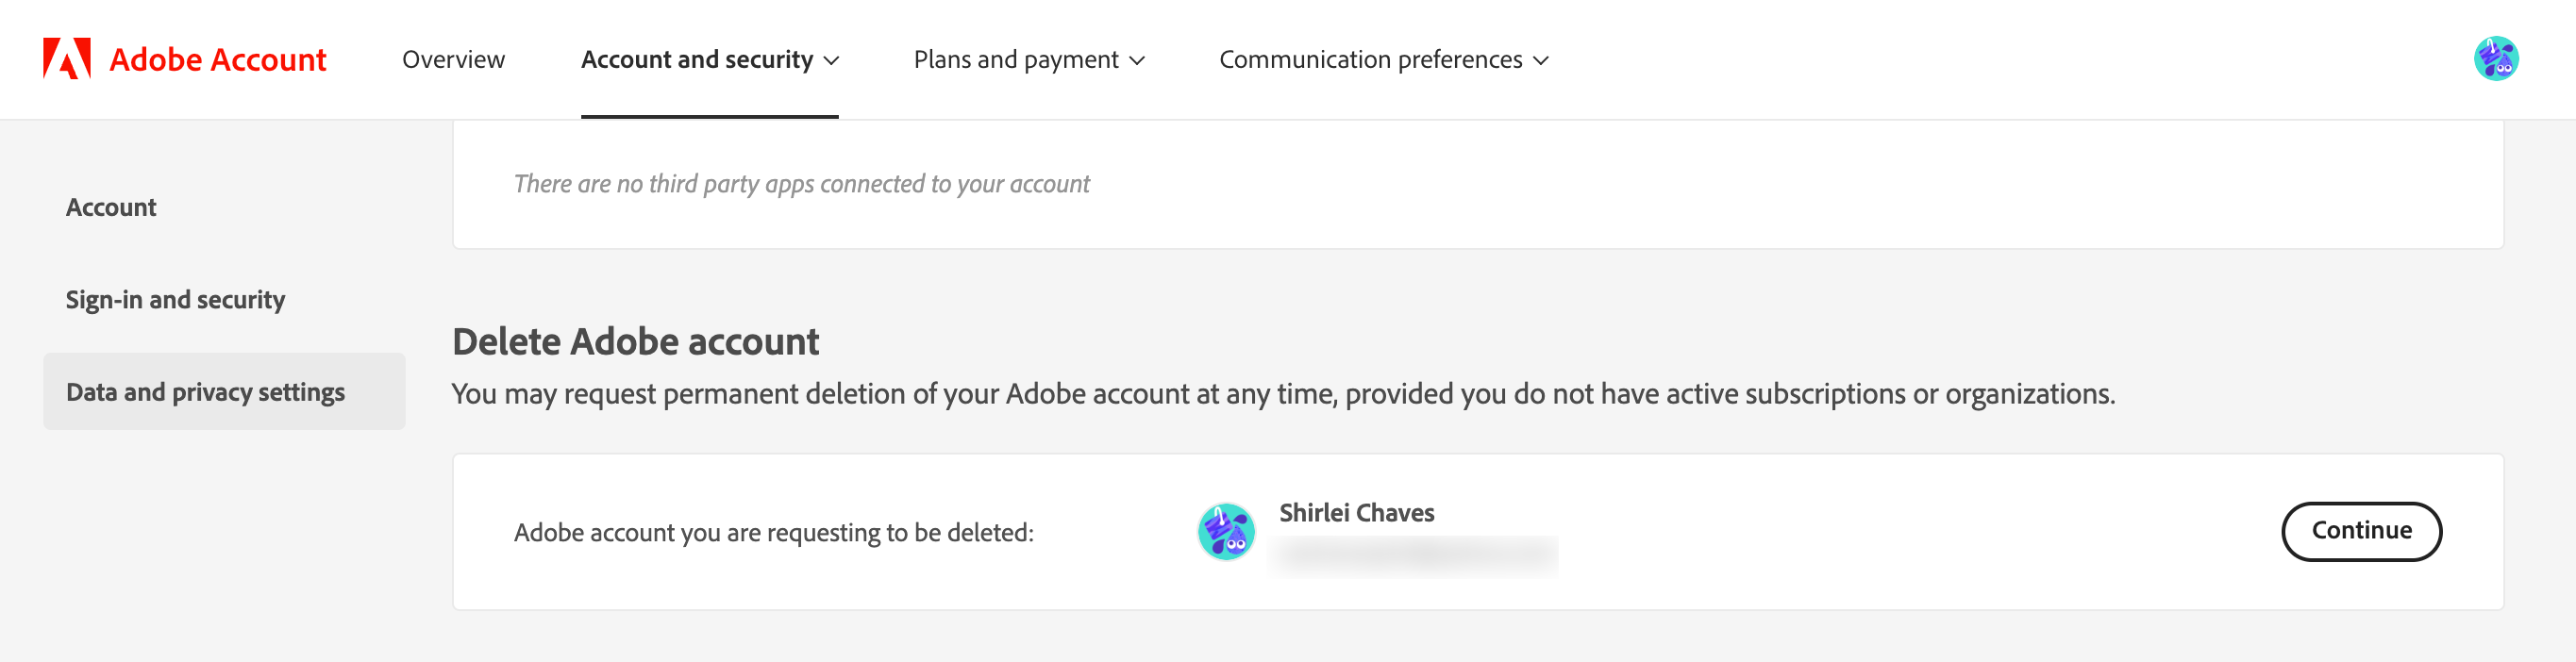 Adobe Account
Overview
Account and security
Plans and payment
Communication preferences
There are no third party apps connected to your account
Account
Sign-in and security
Data and privacy settings
Delete Adobe account
You may request permanent deletion of your Adobe account at any time, provided you do not have active subscriptions or organizations.
Adobe account you are requesting to be deleted:
Shirlei Chaves
Continue